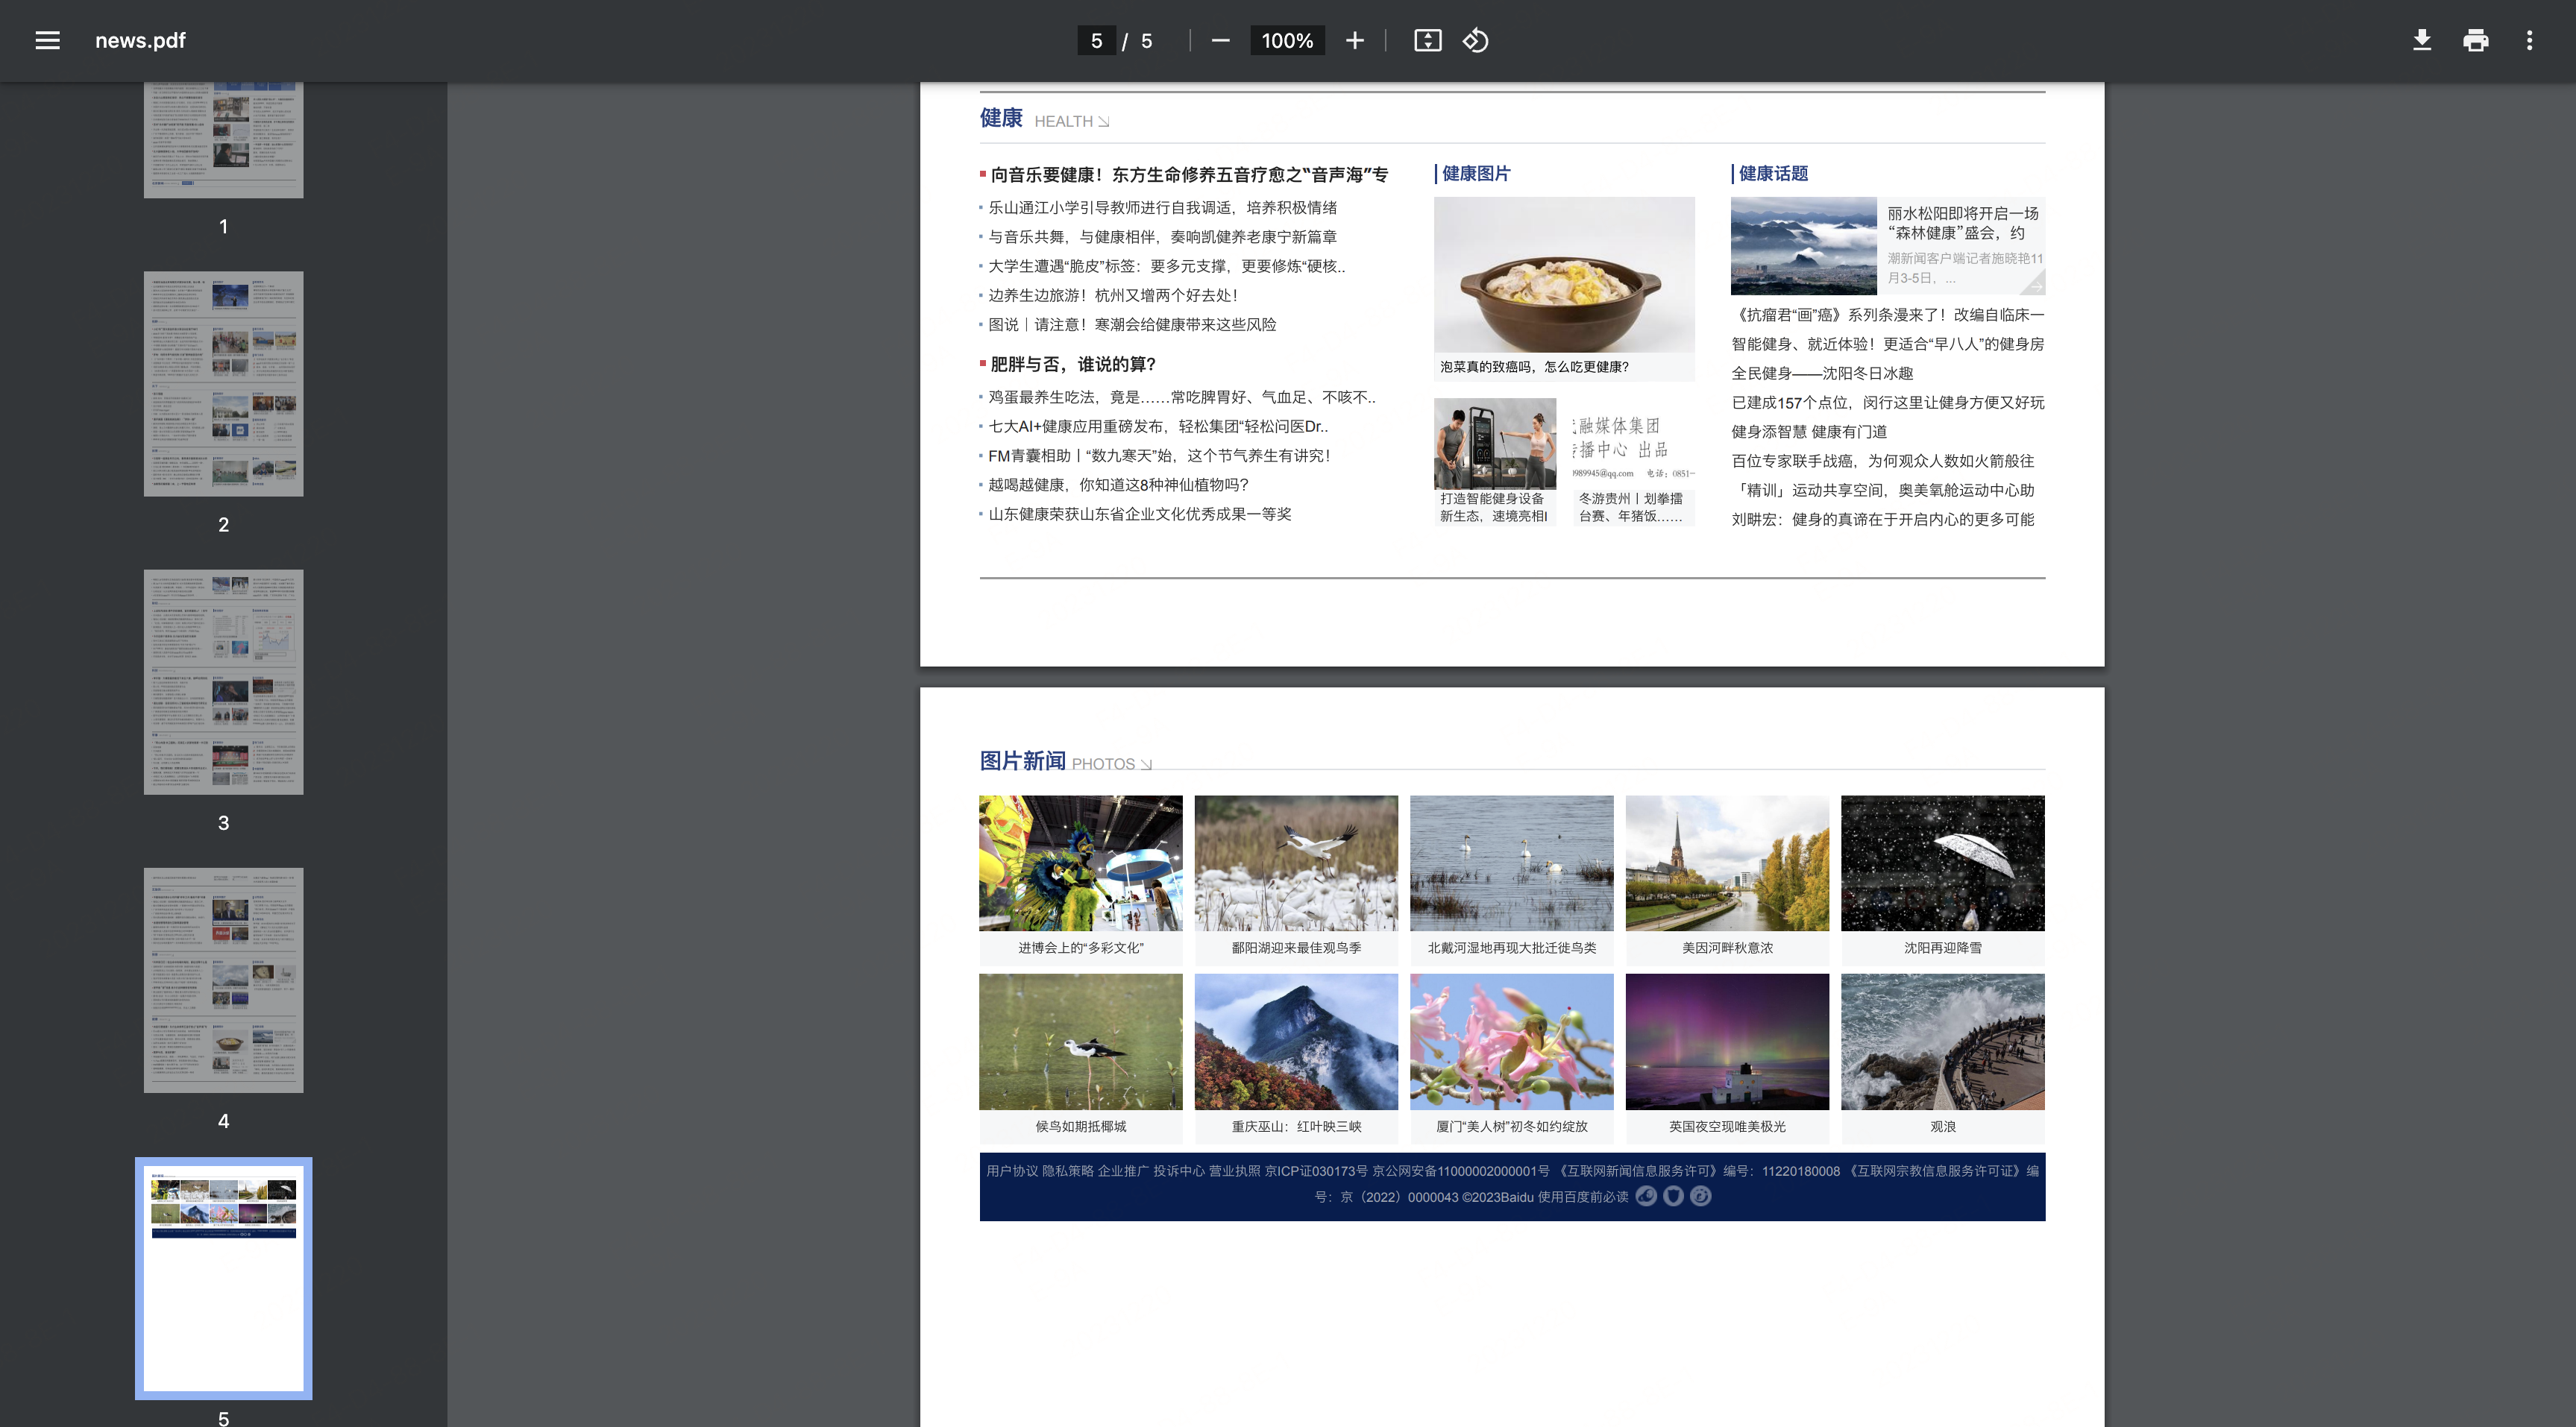 news.pdf
5 / 5
100%
1
2
3
4
5
健康 HEALTH
向音乐要健康！东方生命修养五音疗愈之“音声海”专
乐山通江小学引导教师进行自我调适，培养积极情绪
与音乐共舞，与健康相伴，奏响凯健养老康宁新篇章
大学生遭遇“脆皮”标签：要多元支撑，更要修炼“硬核..
边养生边旅游！杭州又增两个好去处！
图说｜请注意！寒潮会给健康带来这些风险
肥胖与否，谁说的算？
鸡蛋最养生吃法，竟是……常吃脾胃好、气血足、不咳不..
七大AI+健康应用重磅发布，轻松集团“轻松问医Dr..
FM青囊相助丨“数九寒天”始，这个节气养生有讲究！
越喝越健康，你知道这8种神仙植物吗？
山东健康荣获山东省企业文化优秀成果一等奖
健康图片
泡菜真的致癌吗，怎么吃更健康？
融媒体集团
播中心 出品
989945@qq.com 电话：0851-
打造智能健身设备
新生态，速境亮相I
冬游贵州丨划拳擂
台赛、年猪饭……
健康话题
丽水松阳即将开启一场
“森林健康”盛会，约
潮新闻客户端记者施晓艳11
月3-5日，...
《抗瘤君“画”癌》系列条漫来了！改编自临床一
智能健身、就近体验！更适合“早八人”的健身房
全民健身——沈阳冬日冰趣
已建成157个点位，闵行这里让健身方便又好玩
健身添智慧 健康有门道
百位专家联手战癌，为何观众人数如火箭般往
「精训」运动共享空间，奥美氧舱运动中心助
刘畊宏：健身的真谛在于开启内心的更多可能
图片新闻 PHOTOS
进博会上的“多彩文化”
鄱阳湖迎来最佳观鸟季
北戴河湿地再现大批迁徙鸟类
美因河畔秋意浓
沈阳再迎降雪
候鸟如期抵椰城
重庆巫山：红叶映三峡
厦门“美人树”初冬如约绽放
英国夜空现唯美极光
观浪
用户协议 隐私策略 企业推广 投诉中心 营业执照 京ICP证030173号 京公网安备11000002000001号 《互联网新闻信息服务许可》编号：11220180008 《互联网宗教信息服务许可证》编
号：京（2022）0000043 ©2023Baidu 使用百度前必读